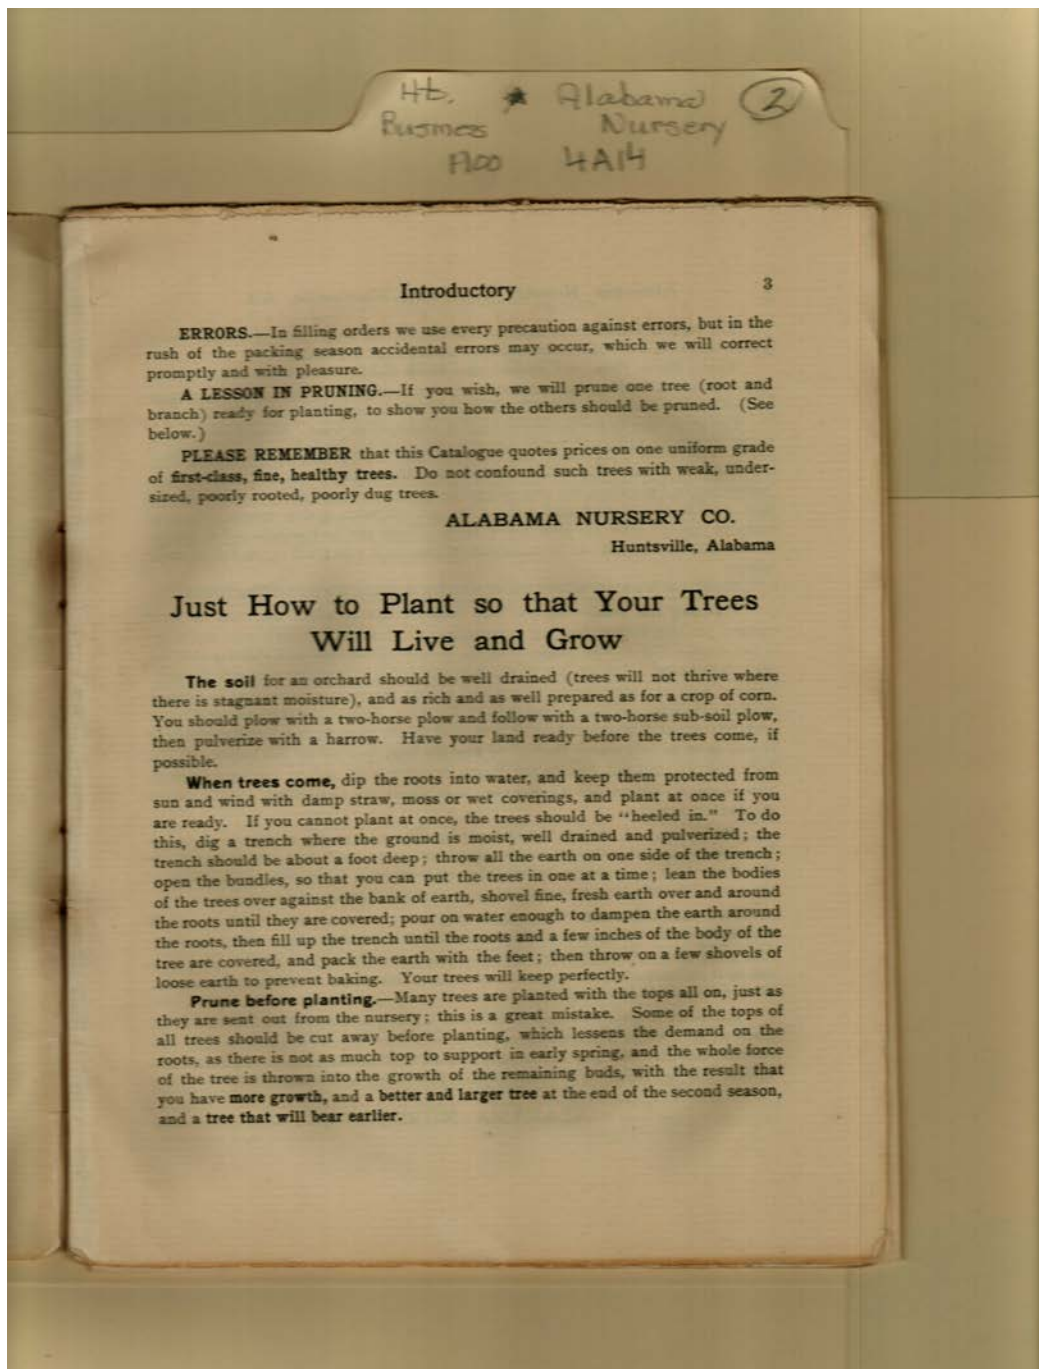 Hb. * Alabama 2
Business Nursery
4A14
Introductory 3
ERRORS.—In filling orders we use every precaution against errors, but in the
rush of the packing season accidental errors may occur, which we will correct
promptly and with pleasure.
A LESSON IN PRUNING.—If you wish, we will prune one tree (root and
branch) ready for planting, to show you how the others should be pruned. (See
below.)
PLEASE REMEMBER that this Catalogue quotes prices on one uniform grade
of first-class, fine, healthy trees. Do not confound such trees with weak, under-
sized, poorly rooted, poorly dug trees.
ALABAMA NURSERY CO.
Huntsville, Alabama
Just How to Plant so that Your Trees
Will Live and Grow
The soil for an orchard should be well drained (trees will not thrive where
there is stagnant moisture), and as rich and as well prepared as for a crop of corn.
You should plow with a two-horse plow and follow with a two-horse sub-soil plow,
then pulverize with a harrow. Have your land ready before the trees come, if
possible.
When trees come, dip the roots into water, and keep them protected from
sun and wind with damp straw, moss or wet coverings, and plant at once if you
are ready. If you cannot plant at once, the trees should be "heeled in." To do
this, dig a trench where the ground is moist, well drained and pulverized; the
trench should be about a foot deep; throw all the earth on one side of the trench;
open the bundles, so that you can put the trees in one at a time; lean the bodies
of the trees over against the bank of earth, shovel fine, fresh earth over and around
the roots until they are covered; pour on water enough to dampen the earth around
the roots, then fill up the trench until the roots and a few inches of the body of the
tree are covered, and pack the earth with the feet; then throw on a few shovels of
loose earth to prevent baking. Your trees will keep perfectly.
Prune before planting.—Many trees are planted with the tops all on, just as
they are sent out from the nursery; this is a great mistake. Some of the tops of
all trees should be cut away before planting, which lessens the demand on the
roots, as there is not as much top to support in early spring, and the whole force
of the tree is thrown into the growth of the remaining buds, with the result that
you have more growth, and a better and larger tree at the end of the second season,
and a tree that will bear earlier.